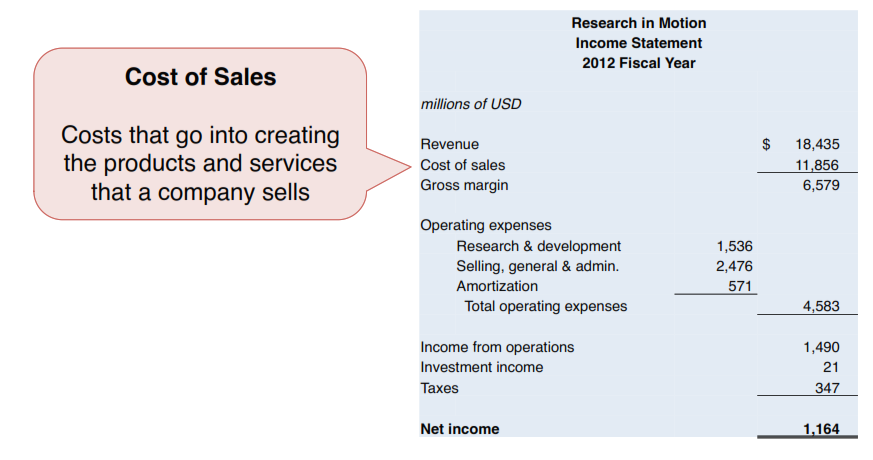 Cost of Sales
Costs that go into creating
the products and services
that a company sells
Research in Motion
Income Statement
2012 Fiscal Year
millions of USD
Revenue $ 18,435
Cost of sales 11,856
Gross margin 6,579
Operating expenses
Research & development 1,536
Selling, general & admin. 2,476
Amortization 571
Total operating expenses 4,583
Income from operations 1,490
Investment income 21
Taxes 347
Net income 1,164